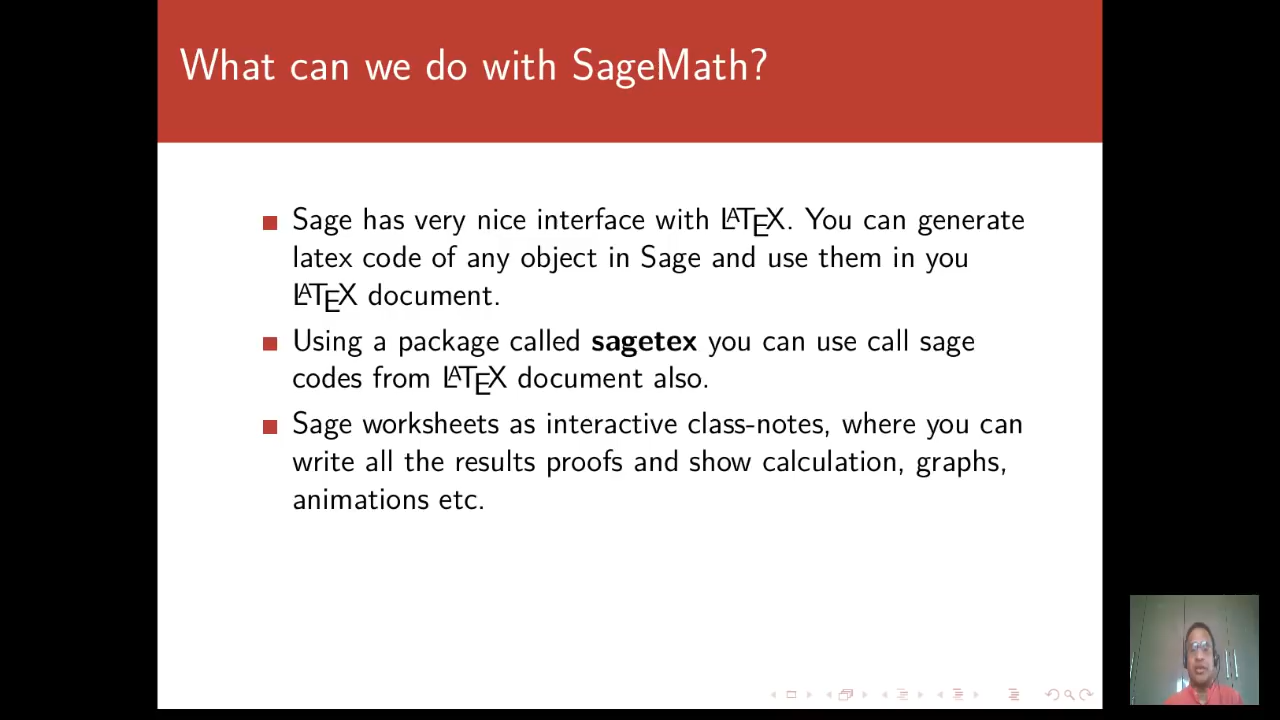 What can we do with SageMath?
Sage has very nice interface with LATEX. You can generate
latex code of any object in Sage and use them in you
LATEX document.
Using a package called sagetex you can use call sage
codes from LATEX document also.
Sage worksheets as interactive class-notes, where you can
write all the results proofs and show calculation, graphs,
animations etc.